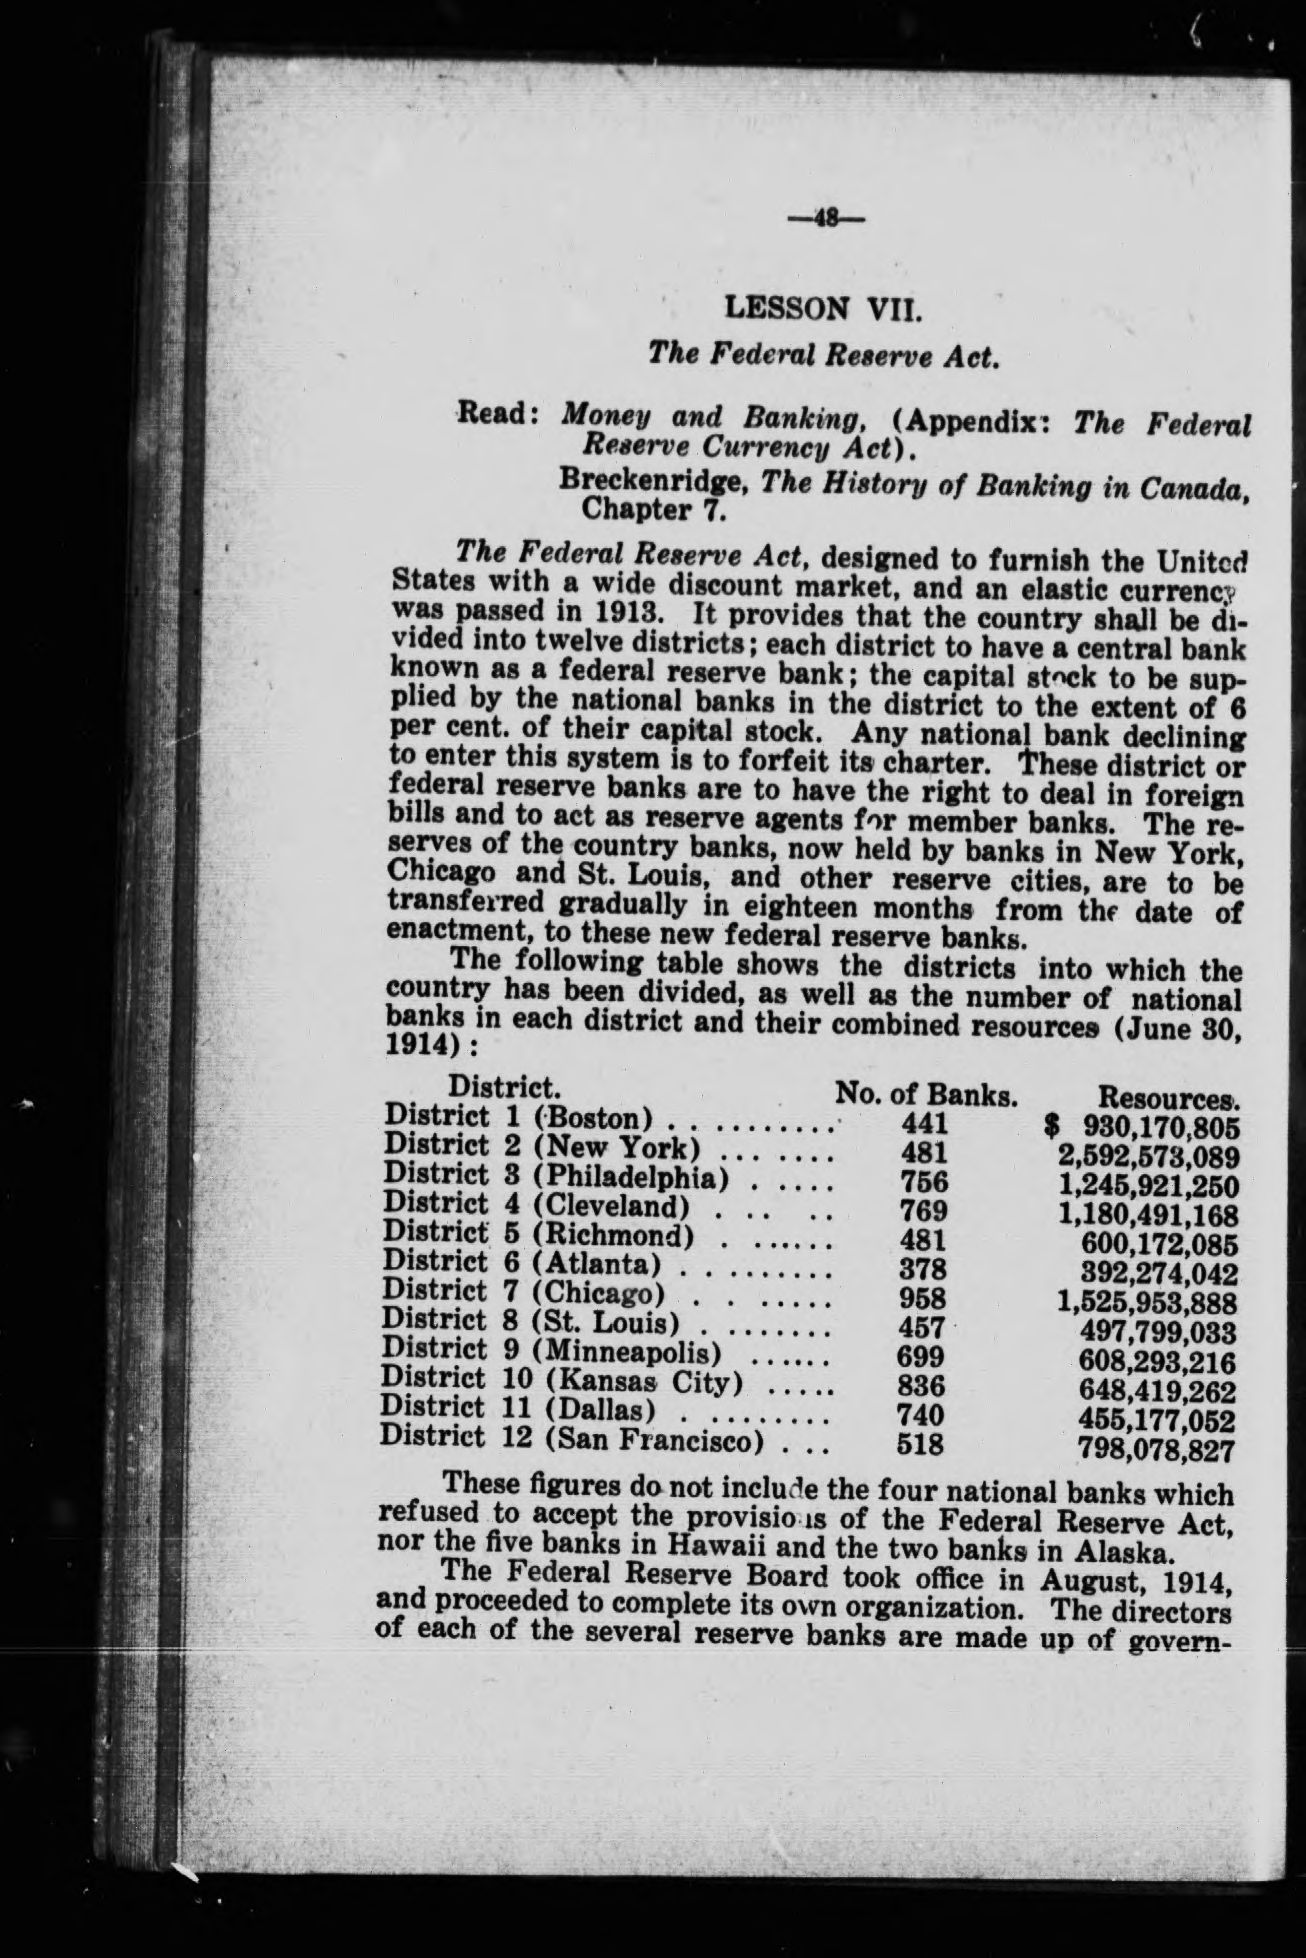 —48—
LESSON VII.
The Federal Reserve Act.
Read: Money and Banking, (Appendix: The Federal
Reserve Currency Act).
Breckenridge, The History of Banking in Canada,
Chapter 7.
The Federal Reserve Act, designed to furnish the United
States with a wide discount market, and an elastic currency
was passed in 1913. It provides that the country shall be di-
vided into twelve districts; each district to have a central bank
known as a federal reserve bank; the capital stock to be sup-
plied by the national banks in the district to the extent of 6
per cent. of their capital stock. Any national bank declining
to enter this system is to forfeit its charter. These district or
federal reserve banks are to have the right to deal in foreign
bills and to act as reserve agents for member banks. The re-
serves of the country banks, now held by banks in New York,
Chicago and St. Louis, and other reserve cities, are to be
transferred gradually in eighteen months from the date of
enactment, to these new federal reserve banks.
The following table shows the districts into which the
country has been divided, as well as the number of national
banks in each district and their combined resources (June 30,
1914) :
District. No. of Banks. Resources.
District 1 (Boston) . . . . . . . . . . 441 $ 930,170,805
District 2 (New York) . . . . . . . . 481 2,592,573,089
District 3 (Philadelphia) . . . . . 756 1,245,921,250
District 4 (Cleveland) . . . . . 769 1,180,491,168
District 5 (Richmond) . . . . . . . 481 600,172,085
District 6 (Atlanta) . . . . . . . . . 378 392,274,042
District 7 (Chicago) . . . . . . . 958 1,525,953,888
District 8 (St. Louis) . . . . . . . . 457 497,799,033
District 9 (Minneapolis) . . . . . . 699 608,293,216
District 10 (Kansas City) . . . . . 836 648,419,262
District 11 (Dallas) . . . . . . . . . 740 455,177,052
District 12 (San Francisco) . . . 518 798,078,827
These figures do not include the four national banks which
refused to accept the provisions of the Federal Reserve Act,
nor the five banks in Hawaii and the two banks in Alaska.
The Federal Reserve Board took office in August, 1914,
and proceeded to complete its own organization. The directors
of each of the several reserve banks are made up of govern-